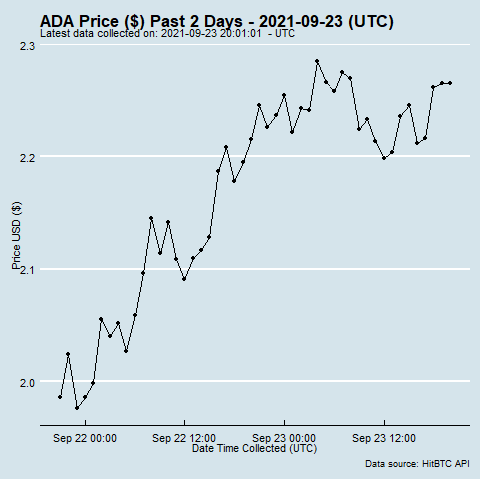 ADA Price ($) Past 2 Days - 2021-09-23 (UTC)
Latest data collected on: 2021-09-23 20:01:01 - UTC
2.3
2.2
2.1
2.0
Price USD ($)
Sep 22 00:00 Sep 22 12:00 Sep 23 00:00 Sep 23 12:00
Date Time Collected (UTC)
Data source: HitBTC API